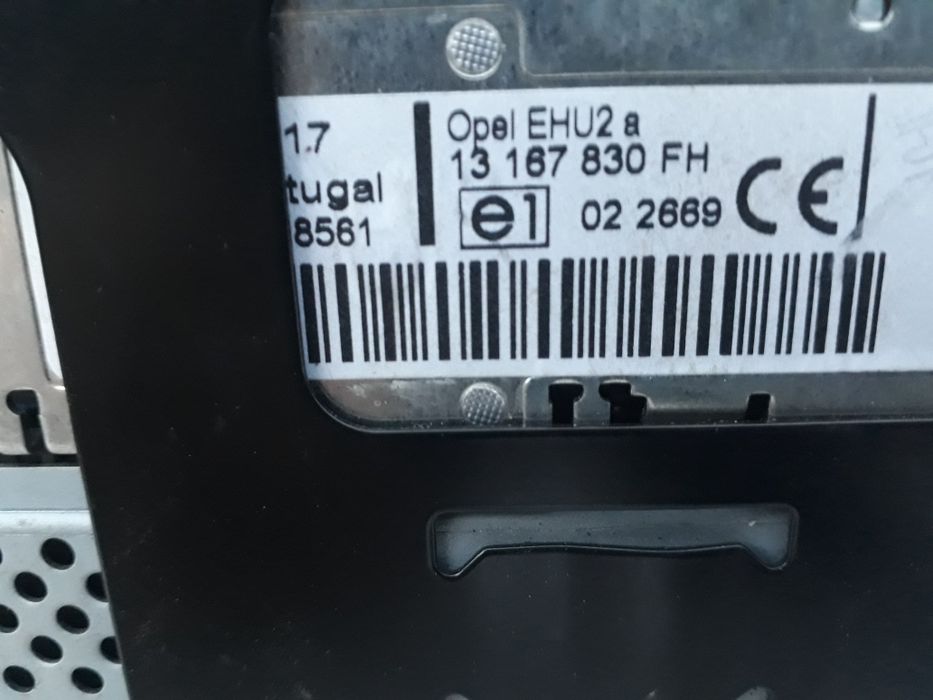 1.7
tugal
8561
Opel EHU2 a
13 167 830 FH
e1 02 2669 CE